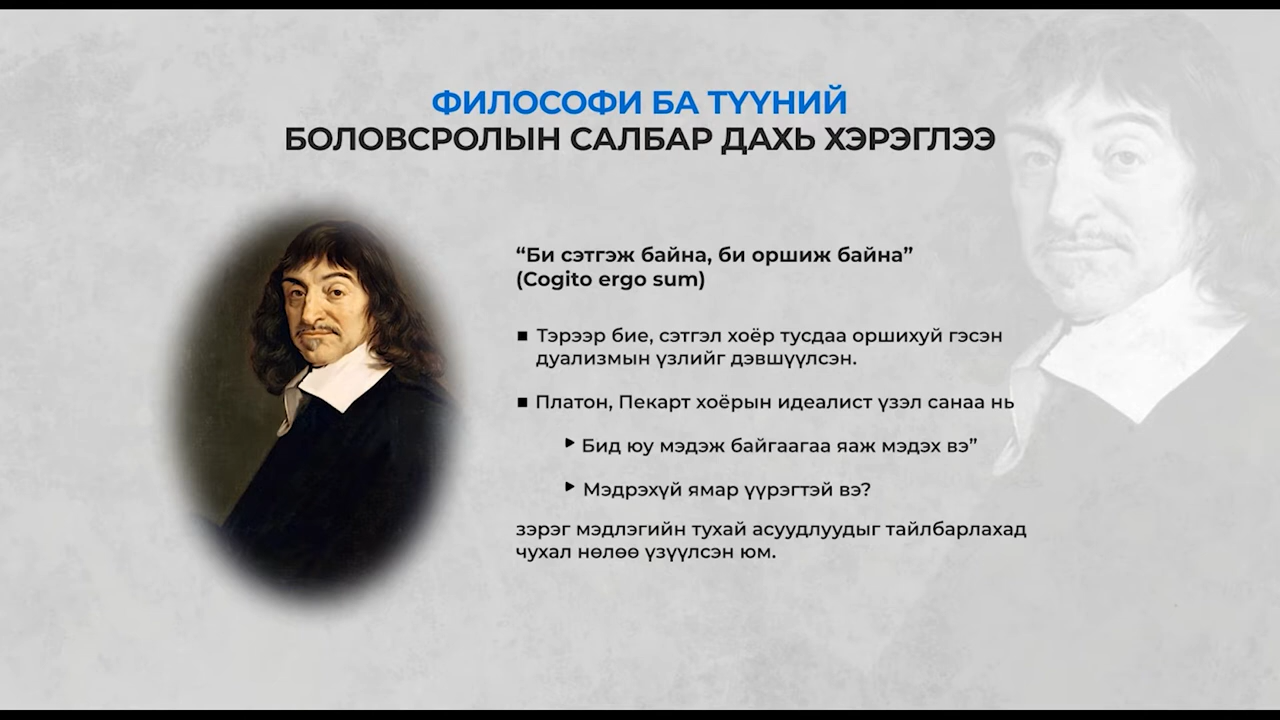 ФИЛОСОФИ БА ТҮҮНИЙ
БОЛОВСРОЛЫН САЛБАР ДАХЬ ХЭРЭГЛЭЭ
“Би сэтгэж байна, би оршиж байна”
(Cogito ergo sum)
▪ Тэрээр бие, сэтгэл хоёр тусдаа оршихуй гэсэн
дуализмын үзлийг дэвшүүлсэн.
▪ Платон, Пекарт хоёрын идеалист үзэл санаа нь
‣ Бид юу мэдэж байгаагаа яаж мэдэх вэ”
‣ Мэдрэхүй ямар үүрэгтэй вэ?
зэрэг мэдлэгийн тухай асуудлуудыг тайлбарлахад
чухал нөлөө үзүүлсэн юм.